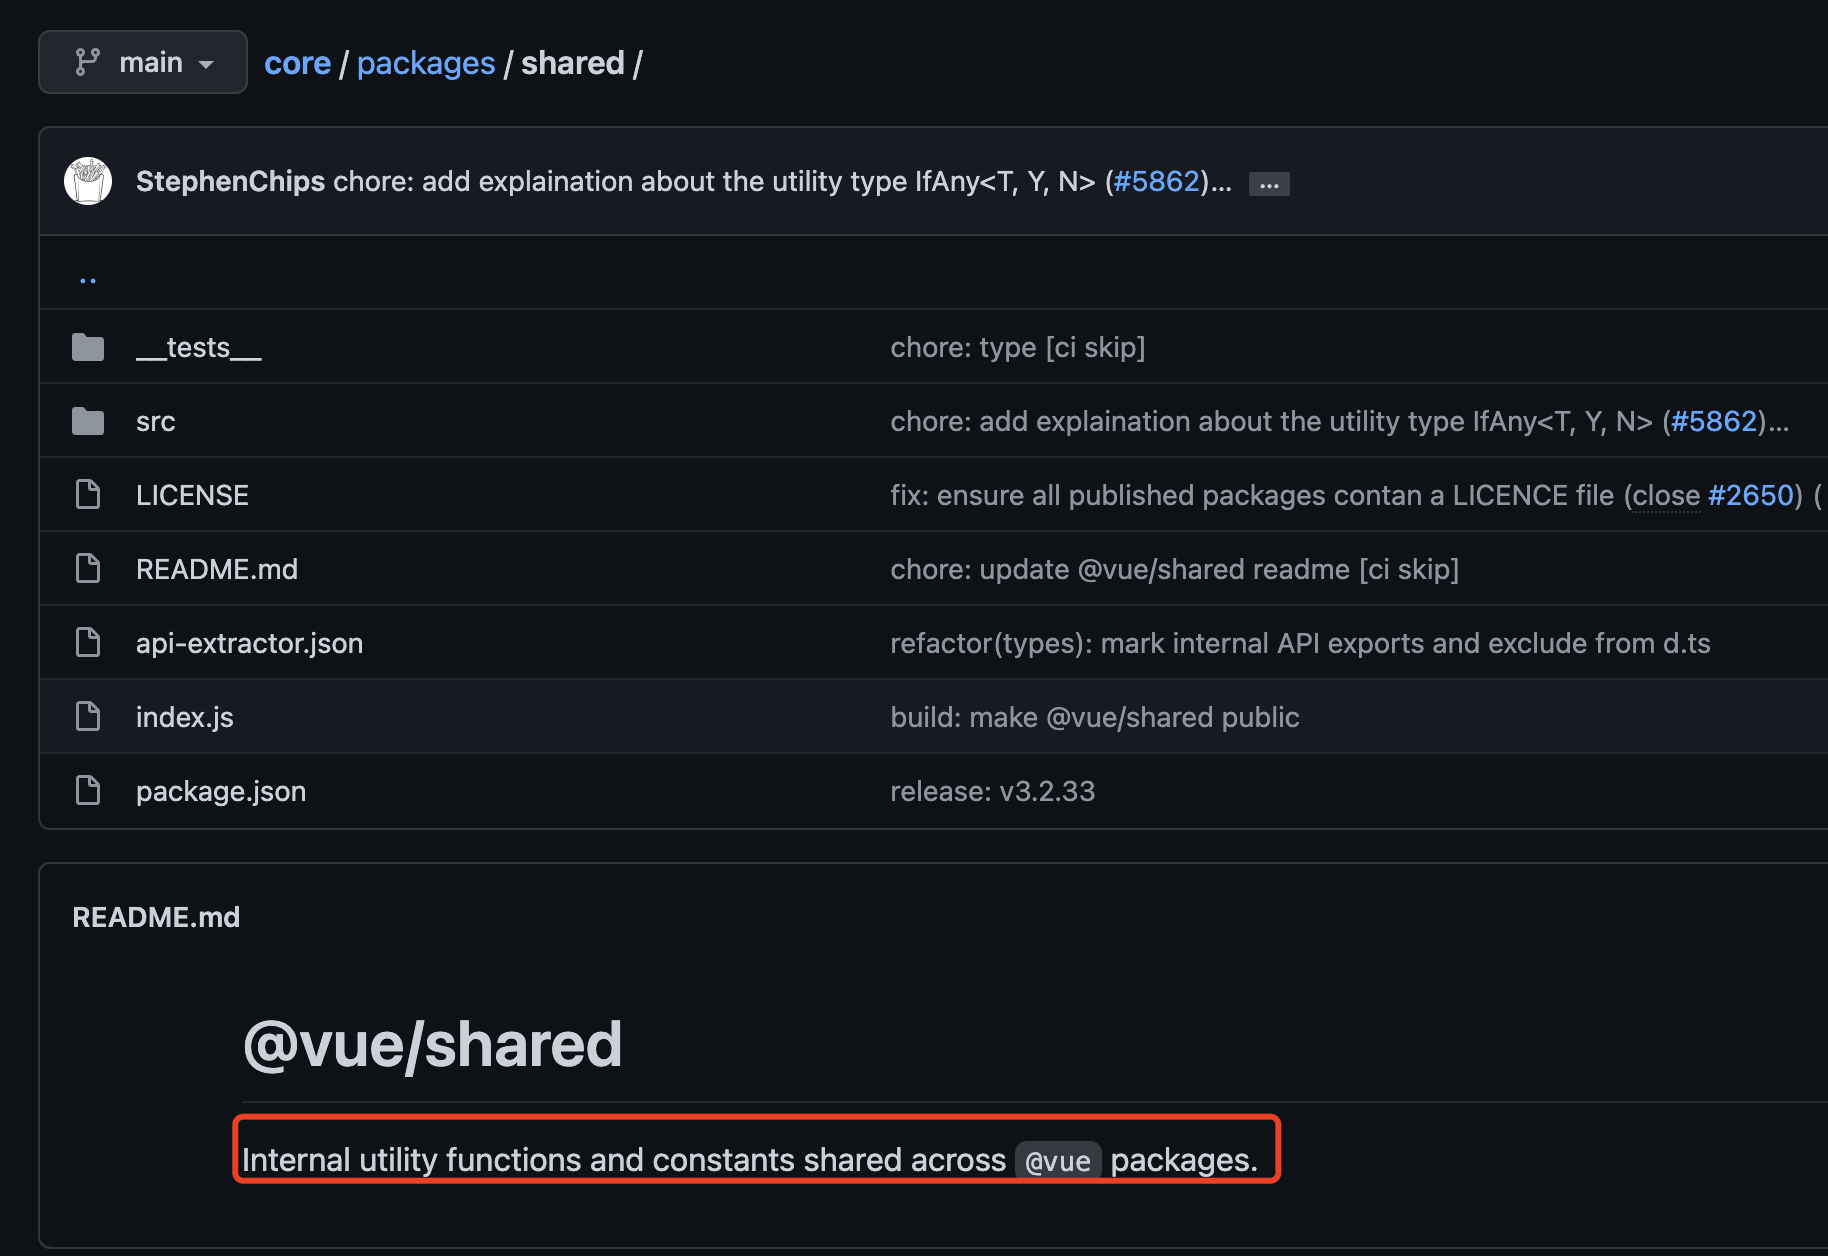 main
core / packages / shared /
StephenChips chore: add explaination about the utility type IfAny<T, Y, N> (#5862)... ...
..
__tests__ chore: type [ci skip]
src chore: add explaination about the utility type IfAny<T, Y, N> (#5862)...
LICENSE fix: ensure all published packages contan a LICENCE file (close #2650) (
README.md chore: update @vue/shared readme [ci skip]
api-extractor.json refactor(types): mark internal API exports and exclude from d.ts
index.js build: make @vue/shared public
package.json release: v3.2.33
README.md
@vue/shared
Internal utility functions and constants shared across @vue packages.